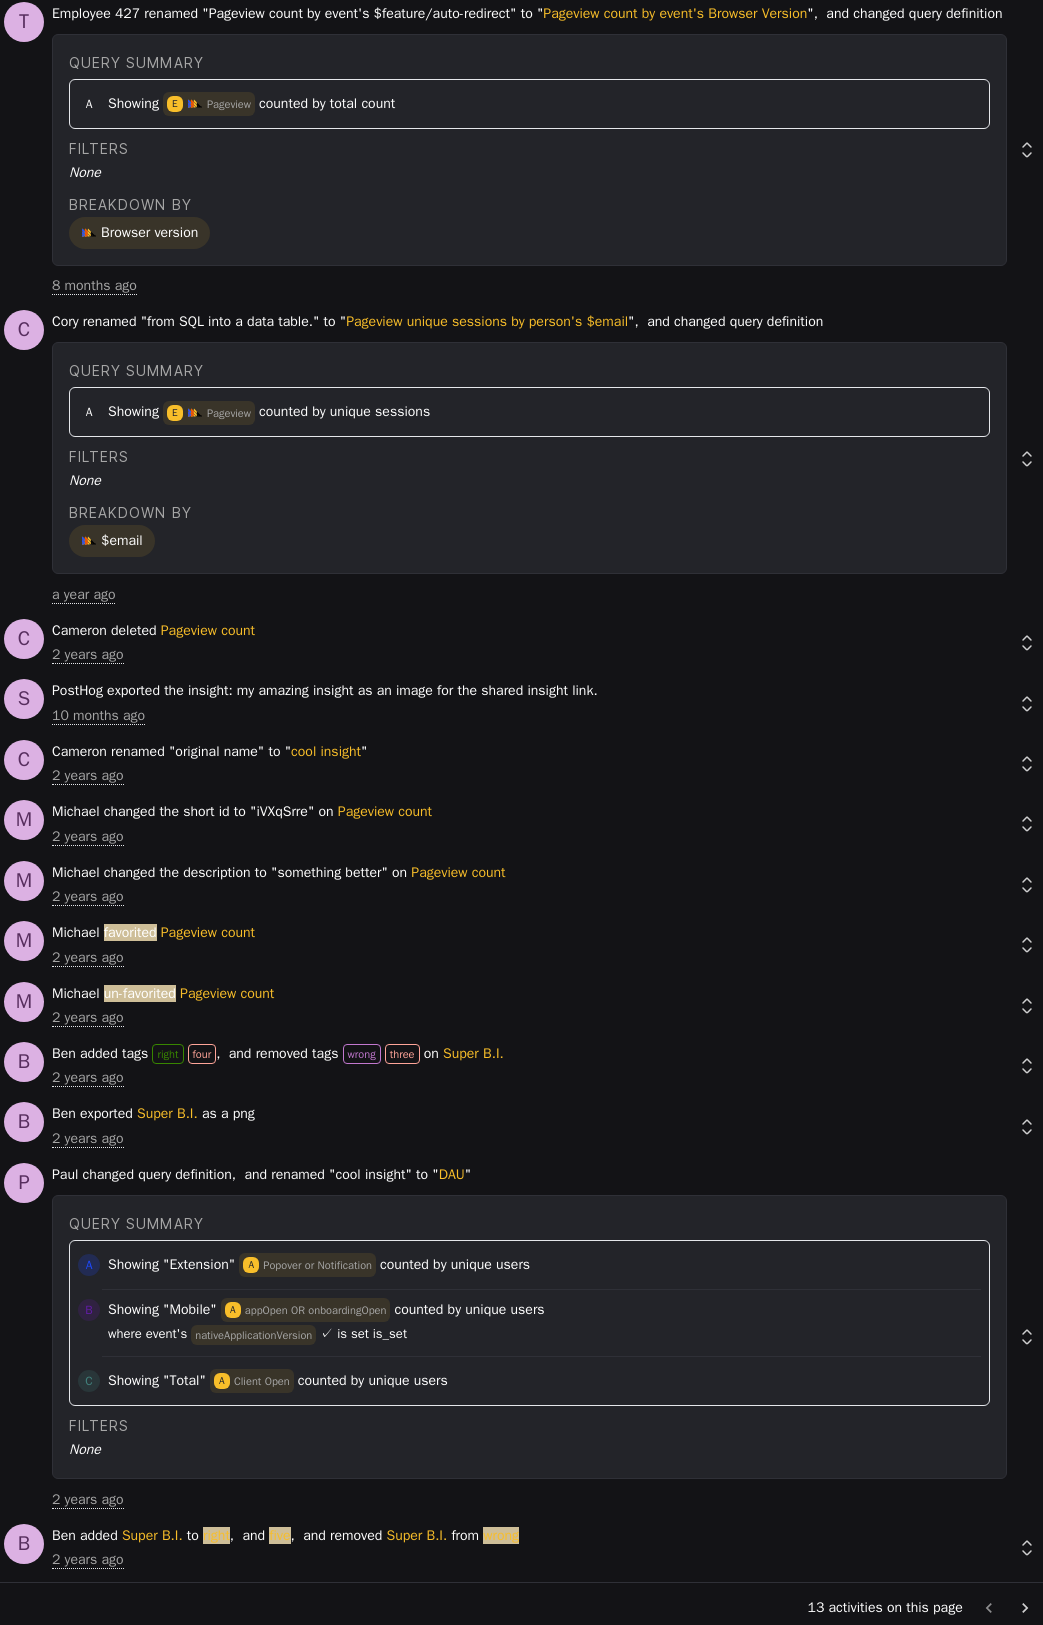 T
Employee 427 renamed "Pageview count by event's $feature/auto-redirect" to "Pageview count by event's Browser Version", and changed query definition
QUERY SUMMARY
A Showing E Pageview counted by total count
FILTERS
None
BREAKDOWN BY
Browser version
8 months ago
C
Cory renamed "from SQL into a data table." to "Pageview unique sessions by person's $email", and changed query definition
QUERY SUMMARY
A Showing E Pageview counted by unique sessions
FILTERS
None
BREAKDOWN BY
$email
a year ago
C
Cameron deleted Pageview count
2 years ago
S
PostHog exported the insight: my amazing insight as an image for the shared insight link.
10 months ago
C
Cameron renamed "original name" to "cool insight"
2 years ago
M
Michael changed the short id to "iVXqSrre" on Pageview count
2 years ago
M
Michael changed the description to "something better" on Pageview count
2 years ago
M
Michael favorited Pageview count
2 years ago
M
Michael un-favorited Pageview count
2 years ago
B
Ben added tags right four, and removed tags wrong three on Super B.I.
2 years ago
B
Ben exported Super B.I. as a png
2 years ago
P
Paul changed query definition, and renamed "cool insight" to "DAU"
QUERY SUMMARY
A Showing "Extension" A Popover or Notification counted by unique users
B Showing "Mobile" A appOpen OR onboardingOpen counted by unique users
where event's nativeApplicationVersion ✓ is set is_set
C Showing "Total" A Client Open counted by unique users
FILTERS
None
2 years ago
B
Ben added Super B.I. to , and , and removed Super B.I. from
2 years ago
13 activities on this page